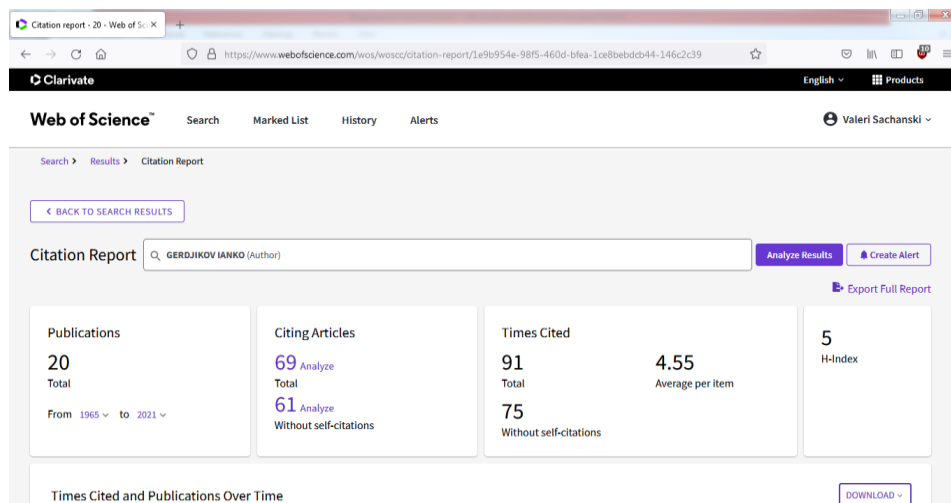 Citation report - 20 - Web of Sc
https://www.webofscience.com/wos/woscc/citation-report/1e9b954e-98f5-460d-bfea-1ce8bebdcb44-146c2c39
10
Clarivate
English
Products
Web of Science™
Search
Marked List
History
Alerts
Valeri Sachanski
Search > Results > Citation Report
< BACK TO SEARCH RESULTS
Citation Report
GERDJIKOV IANKO (Author)
Analyze Results
Create Alert
Export Full Report
Publications
20
Total
From 1965 to 2021
Citing Articles
69 Analyze
Total
61 Analyze
Without self-citations
Times Cited
91
Total
4.55
Average per item
75
Without self-citations
5
H-Index
Times Cited and Publications Over Time
DOWNLOAD